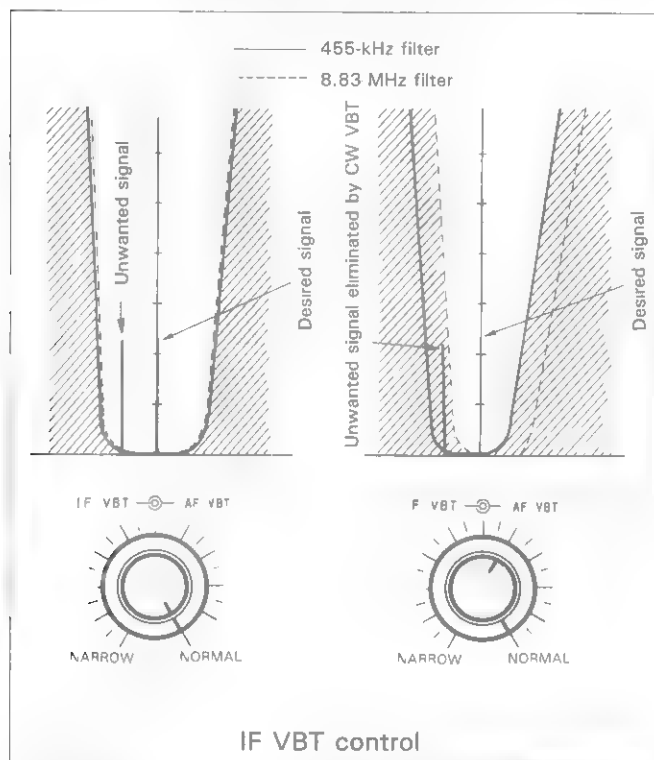 455-kHz filter
8.83 MHz filter
Unwanted signal
Desired signal
Unwanted signal eliminated by CW VBT
Desired signal
IF VBT AF VBT
NARROW NORMAL
F VBT AF VBT
NARROW NORMAL
IF VBT control